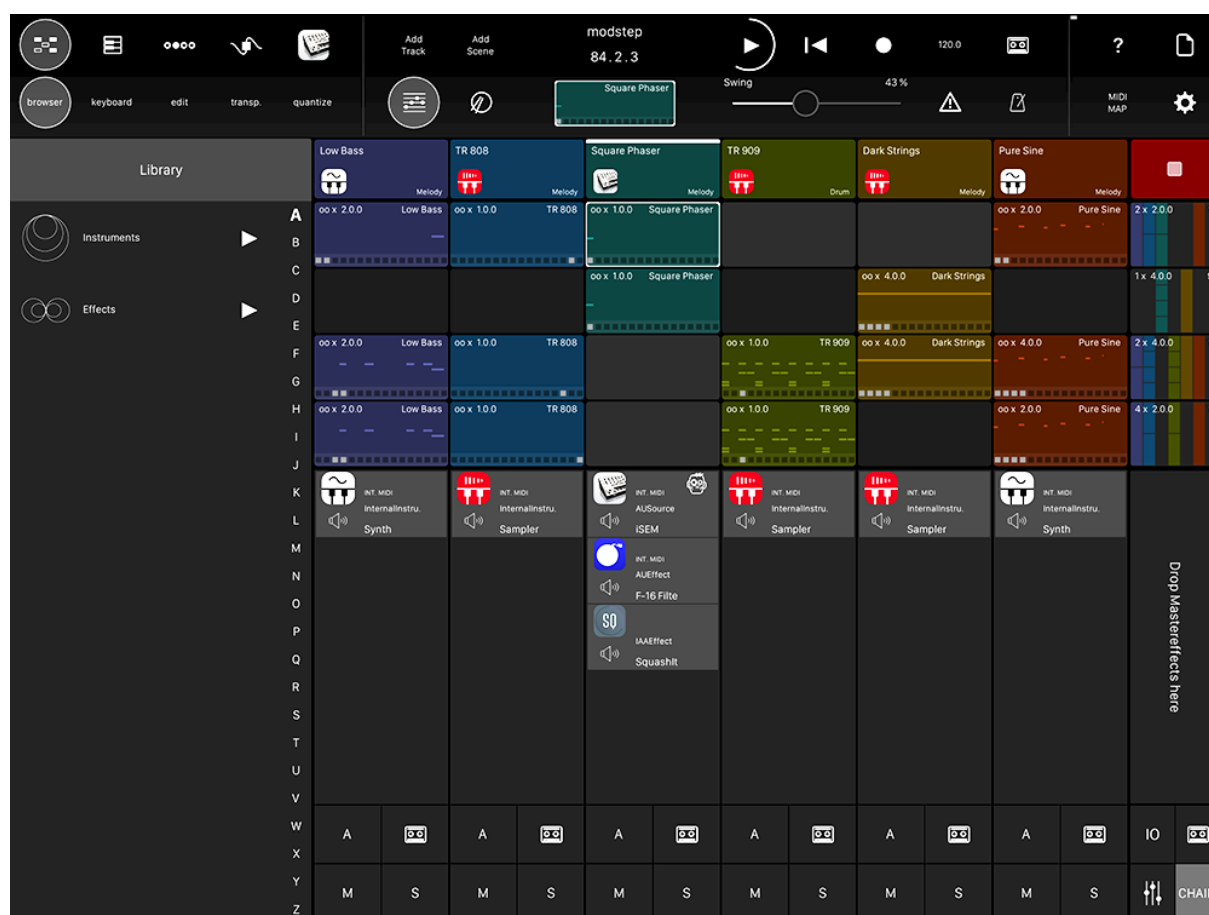 Add
Track
Add
Scene
modstep
84.2.3
120.0
?
browser
keyboard
edit
transp.
quantize
Square Phaser
Swing
43 %
MIDI
MAP
Library
Instruments
Effects
A
B
C
D
E
F
G
H
I
J
K
L
M
N
O
P
Q
R
S
T
U
V
W
X
Y
Z
Low Bass
Melody
TR 808
Melody
Square Phaser
Melody
TR 909
Drum
Dark Strings
Melody
Pure Sine
Melody
oo x 2.0.0 Low Bass
oo x 1.0.0 TR 808
oo x 1.0.0 Square Phaser
oo x 2.0.0 Pure Sine
2 x 2.0.0
oo x 1.0.0 Square Phaser
oo x 4.0.0 Dark Strings
1 x 4.0.0
oo x 2.0.0 Low Bass
oo x 1.0.0 TR 808
oo x 1.0.0 TR 909
oo x 4.0.0 Dark Strings
oo x 4.0.0 Pure Sine
2 x 4.0.0
oo x 2.0.0 Low Bass
oo x 1.0.0 TR 808
oo x 1.0.0 TR 909
oo x 2.0.0 Pure Sine
4 x 2.0.0
INT. MIDI
InternalInstru.
Synth
INT. MIDI
InternalInstru.
Sampler
INT. MIDI
AUSource
iSEM
INT. MIDI
AUEffect
F-16 Filte
SQ
IAAEffect
SquashIt
INT. MIDI
InternalInstru.
Sampler
INT. MIDI
InternalInstru.
Sampler
INT. MIDI
InternalInstru.
Synth
Drop Mastereffects here
A
A
A
A
A
A
IO
M S
M S
M S
M S
M S
M S
CHAI